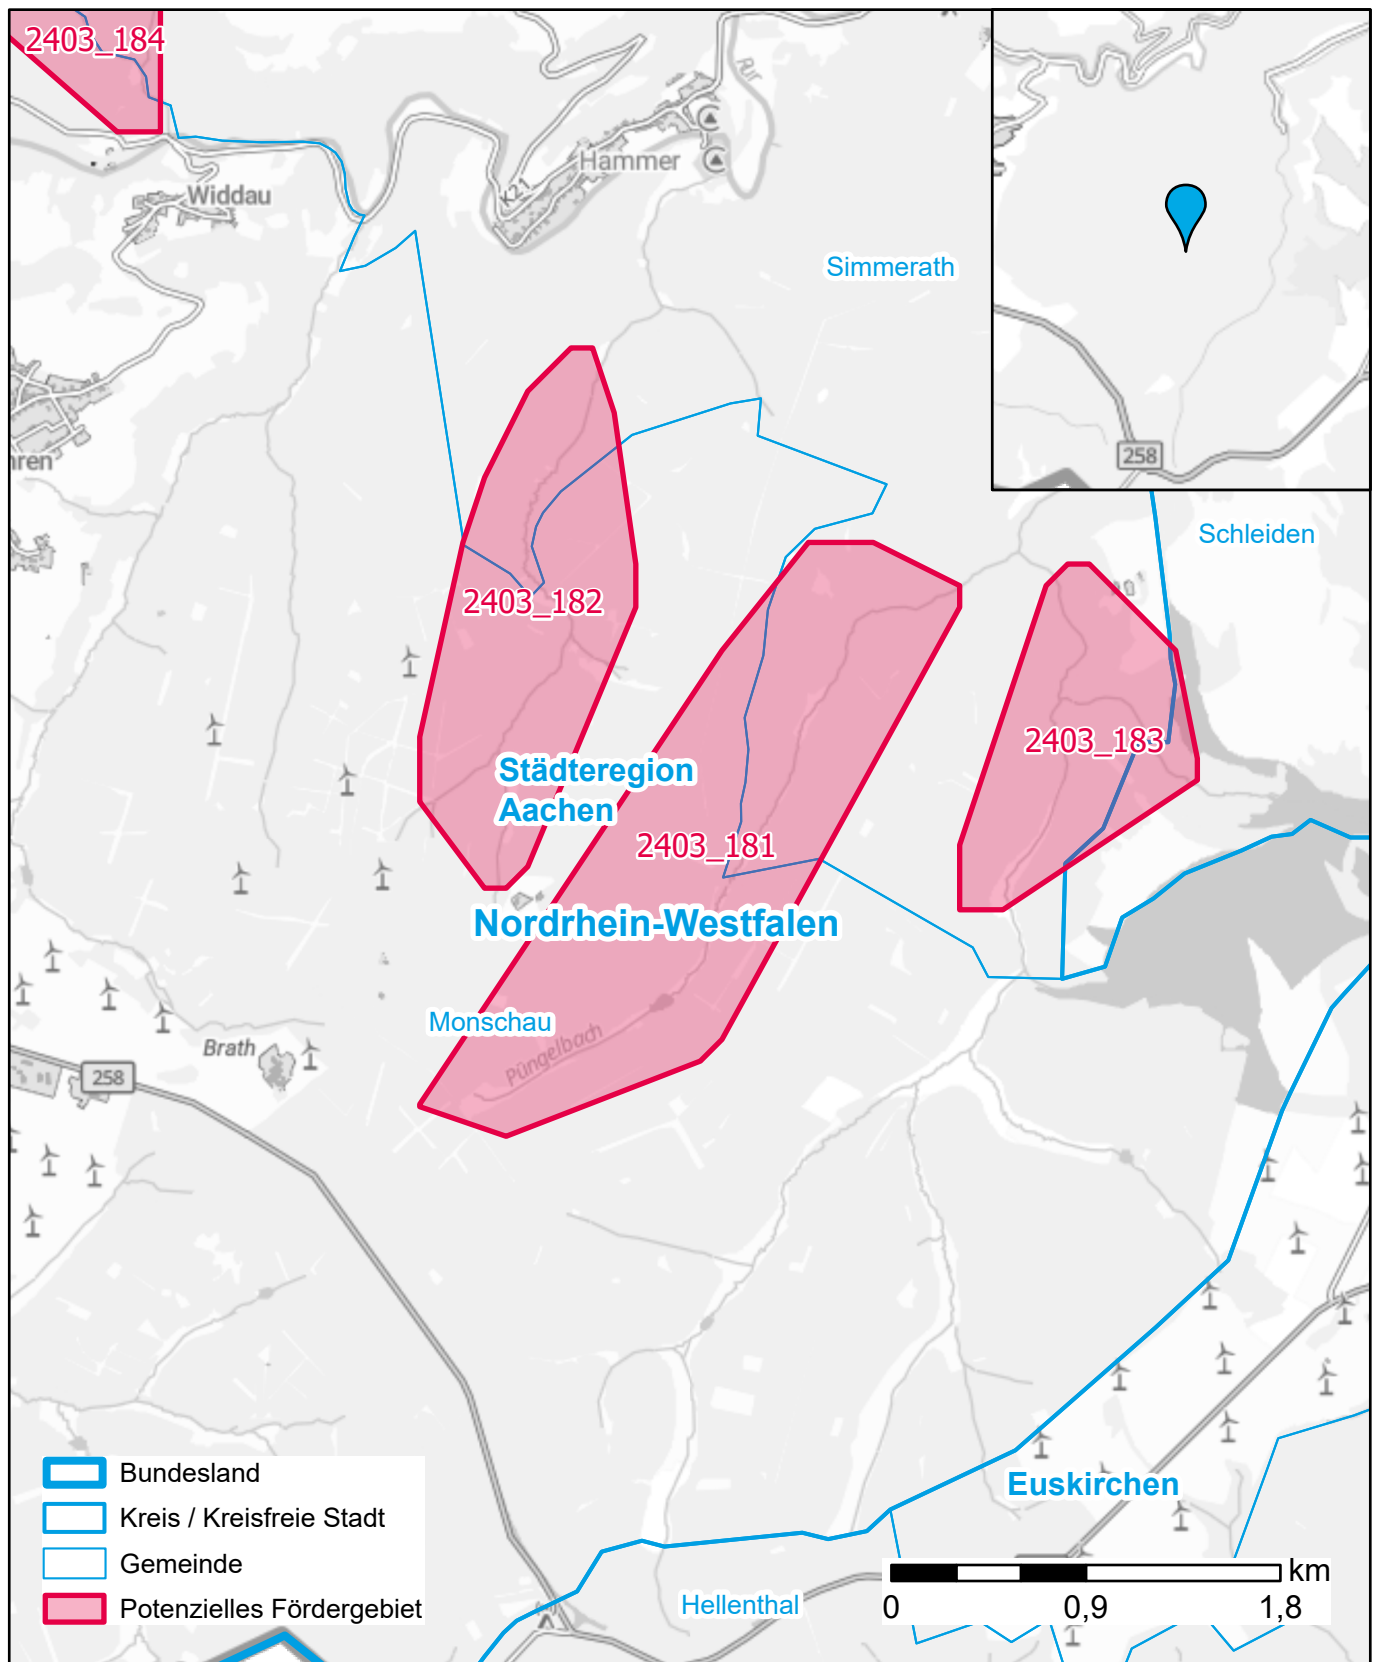 2403_184
Rur
Hammer
K21
Widdau
Simmerath
258
Schleiden
2403_182
2403_183
Städteregion
Aachen
2403_181
Nordrhein-Westfalen
Monschau
Püngelbach
Brath
258
Euskirchen
Hellenthal
Bundesland
Kreis / Kreisfreie Stadt
Gemeinde
Potenzielles Fördergebiet
km
0 0,9 1,8